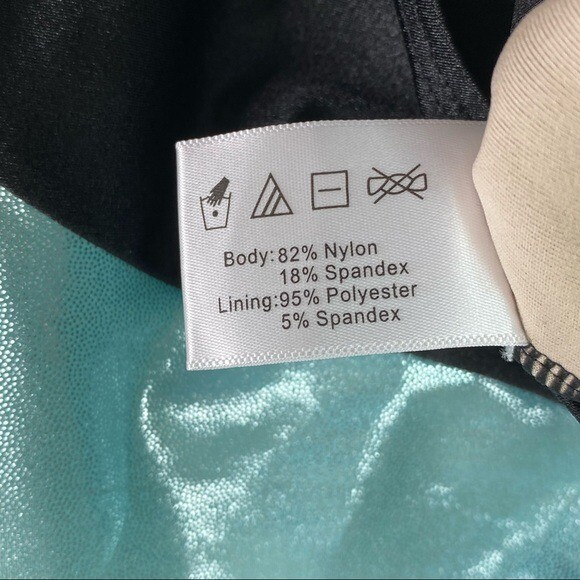 Body:82% Nylon
18% Spandex
Lining:95% Polyester
5% Spandex